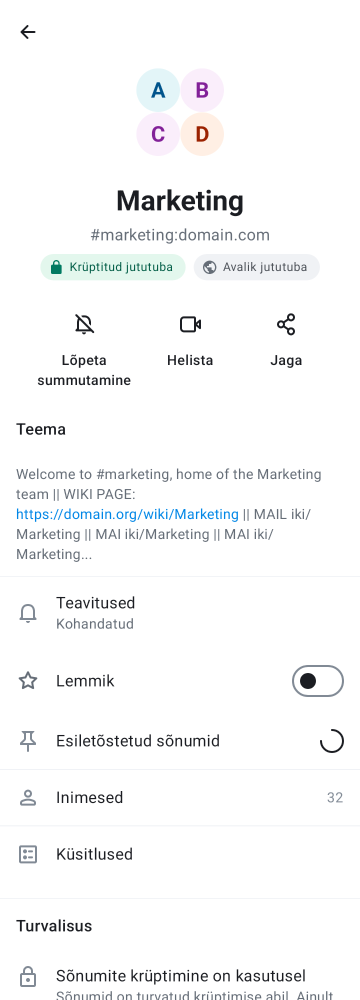 A B
C D
Marketing
#marketing:domain.com
Krüptitud jututuba Avalik jututuba
Lõpeta summutamine Helista Jaga
Teema
Welcome to #marketing, home of the Marketing
team || WIKI PAGE:
https://domain.org/wiki/Marketing || MAIL iki/
Marketing || MAI iki/Marketing || MAI iki/
Marketing...
Teavitused
Kohandatud
Lemmik
Esiletõstetud sõnumid
Inimesed 32
Küsitlused
Turvalisus
Sõnumite krüptimine on kasutusel
Sõnumid on turvatud krüptimise abil. Ainult